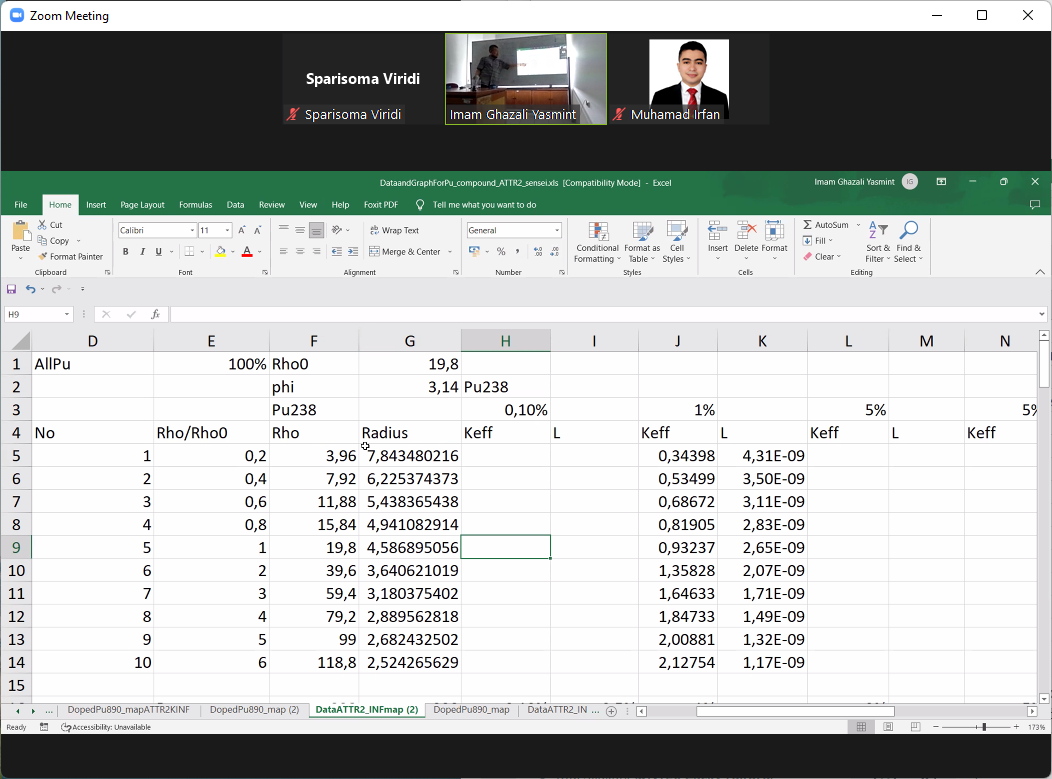 Zoom Meeting
Sparisoma Viridi
Sparisoma Viridi
Imam Ghazali Yasmint
Muhamad Irfan
DataandGraphForPu_compound_ATTR2_sensei.xls [Compatibility Mode] - Excel
Imam Ghazali Yasmint
IG
File Home Insert Page Layout Formulas Data Review View Help Foxit PDF Tell me what you want to do
Paste
Cut
Copy
Format Painter
Clipboard
Calibri 11
B I U
Font
Wrap Text
Merge & Center
Alignment
General
%
Number
Conditional Formatting
Format as Table
Cell Styles
Styles
Insert Delete Format
Cells
AutoSum
Fill
Clear
Sort & Filter
Find & Select
Editing
H9 fx
D E F G H I J K L M N
1 AllPu 100% Rho0 19,8
2 phi 3,14 Pu238
3 Pu238 0,10% 1% 5% 5%
4 No Rho/Rho0 Rho Radius Keff L Keff L Keff L Keff
5 1 0,2 3,96 7,843480216 0,34398 4,31E-09
6 2 0,4 7,92 6,225374373 0,53499 3,50E-09
7 3 0,6 11,88 5,438365438 0,68672 3,11E-09
8 4 0,8 15,84 4,941082914 0,81905 2,83E-09
9 5 1 19,8 4,586895056 0,93237 2,65E-09
10 6 2 39,6 3,640621019 1,35828 2,07E-09
11 7 3 59,4 3,180375402 1,64633 1,71E-09
12 8 4 79,2 2,889562818 1,84733 1,49E-09
13 9 5 99 2,682432502 2,00881 1,32E-09
14 10 6 118,8 2,524265629 2,12754 1,17E-09
15
... DopedPu890_mapATTR2KINF DopedPu890_map (2) DataATTR2_INFmap (2) DopedPu890_map DataATTR2_IN ...
Ready Accessibility: Unavailable 173%